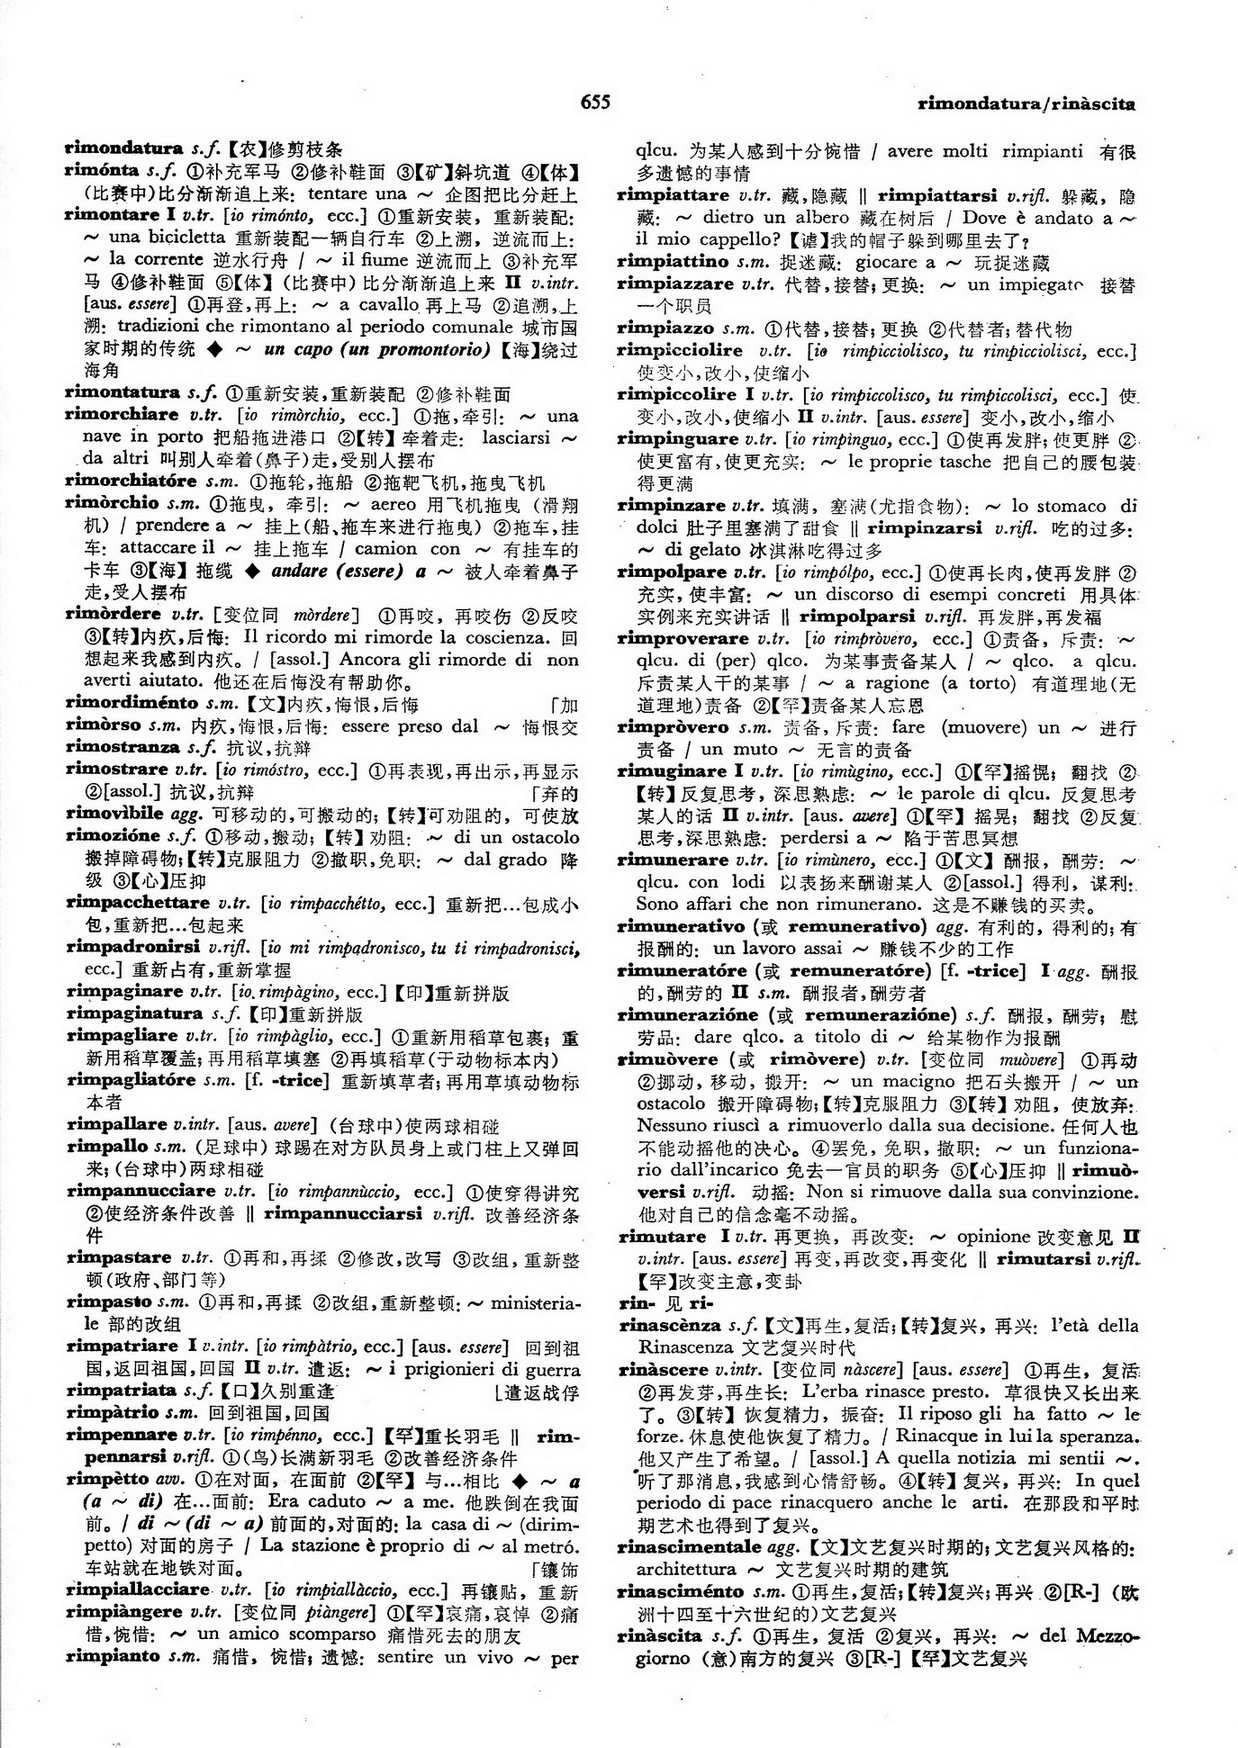 655
rimondatura/rinàscita
rimondatura s.f.【农】修剪枝条
rimónta s.f. ①补充军马 ②修补鞋面 ③【矿】斜坑道 ④【体】
(比赛中)比分渐渐追上来: tentare una ~ 企图把比分赶上
rimontare I v.tr. [io rimónto, ecc.] ①重新安装, 重新装配:
~ una bicicletta 重新装配一辆自行车 ②上溯, 逆流而上:
~ la corrente 逆水行舟 / ~ il fiume 逆流而上 ③补充军
马 ④修补鞋面 ⑤【体】(比赛中) 比分渐渐追上来 II v.intr.
[aus. essere] ①再登,再上: ~ a cavallo 再上马 ②追溯,上
溯: tradizioni che rimontano al periodo comunale 城市国
家时期的传统 ◆ ~ un capo (un promontorio)【海】绕过
海角
rimontatura s.f. ①重新安装,重新装配 ②修补鞋面
rimorchiare v.tr. [io rimòrchio, ecc.] ①拖,牵引: ~ una
nave in porto 把船拖进港口 ②【转】牵着走: lasciarsi ~
da altri 叫别人牵着(鼻子)走,受别人摆布
rimorchiatóre s.m. ①拖轮,拖船 ②拖靶飞机,拖曳飞机
rimòrchio s.m. ①拖曳, 牵引: ~ aereo 用飞机拖曳 (滑翔
机) / prendere a ~ 挂上(船、拖车来进行拖曳) ②拖车,挂
车: attaccare il ~ 挂上拖车 / camion con ~ 有挂车的
卡车 ③【海】拖缆 ◆ andare (essere) a ~ 被人牵着鼻子
走,受人摆布
rimòrdere v.tr. [变位同 mòrdere] ①再咬, 再咬伤 ②反咬
③【转】内疚,后悔: Il ricordo mi rimorde la coscienza. 回
想起来我感到内疚。/ [assol.] Ancora gli rimorde di non
averti aiutato. 他还在后悔没有帮助你。
rimordiménto s.m.【文】内疚,悔恨,后悔 「加
rimòrso s.m. 内疚,悔恨,后悔: essere preso dal ~ 悔恨交
rimostranza s.f. 抗议,抗辩
rimostrare v.tr. [io rimóstro, ecc.] ①再表现,再出示,再显示
②[assol.] 抗议,抗辩 「弃的
rimovìbile agg. 可移动的,可搬动的;【转】可劝阻的, 可使放
rimozióne s.f. ①移动,搬动;【转】劝阻: ~ di un ostacolo
搬掉障碍物;【转】克服阻力 ②撤职,免职: ~ dal grado 降
级 ③【心】压抑
rimpacchettare v.tr. [io rimpacchétto, ecc.] 重新把…包成小
包,重新把…包起来
rimpadronirsi v.rifl. [io mi rimpadronisco, tu ti rimpadronisci,
ecc.] 重新占有,重新掌握
rimpaginare v.tr. [io rimpàgino, ecc.]【印】重新拼版
rimpaginatura s.f.【印】重新拼版
rimpagliare v.tr. [io rimpàglio, ecc.] ①重新用稻草包裹; 重
新用稻草覆盖; 再用稻草填塞 ②再填稻草(于动物标本内)
rimpagliatóre s.m. [f. -trice] 重新填草者; 再用草填动物标
本者
rimpallare v.intr. [aus. avere] (台球中)使两球相碰
rimpallo s.m. (足球中) 球踢在对方队员身上或门柱上又弹回
来; (台球中)两球相碰
rimpannucciare v.tr. [io rimpannùccio, ecc.] ①使穿得讲究
②使经济条件改善 ‖ rimpannucciarsi v.rifl. 改善经济条
件
rimpastare v.tr. ①再和,再揉 ②修改,改写 ③改组, 重新整
顿(政府、部门等)
rimpasto s.m. ①再和,再揉 ②改组,重新整顿: ~ ministeria-
le 部的改组
rimpatriare I v.intr. [io rimpàtrio, ecc.] [aus. essere] 回到祖
国,返回祖国,回国 II v.tr. 遣返: ~ i prigionieri di guerra
rimpatriata s.f.【口】久别重逢 ⌊遣返战俘
rimpàtrio s.m. 回到祖国,回国
rimpennare v.tr. [io rimpénno, ecc.]【罕】重长羽毛 ‖ rim-
pennarsi v.rifl. ①(鸟)长满新羽毛 ②改善经济条件
rimpètto avv. ①在对面, 在面前 ②【罕】与…相比 ◆ ~ a
(a ~ di) 在…面前: Era caduto ~ a me. 他跌倒在我面
前。/ di ~ (di ~ a) 前面的,对面的: la casa di ~ (dirim-
petto) 对面的房子 / La stazione è proprio di ~ al metró.
车站就在地铁对面。 「镶饰
rimpiallacciare v.tr. [io rimpiallàccio, ecc.] 再镶贴, 重新
rimpiàngere v.tr. [变位同 piàngere] ①【罕】哀痛,哀悼 ②痛
惜,惋惜: ~ un amico scomparso 痛惜死去的朋友
rimpianto s.m. 痛惜, 惋惜; 遗憾: sentire un vivo ~ per
qlcu. 为某人感到十分惋惜 / avere molti rimpianti 有很
多遗憾的事情
rimpiattare v.tr. 藏,隐藏 ‖ rimpiattarsi v.rifl. 躲藏, 隐
藏: ~ dietro un albero 藏在树后 / Dove è andato a ~
il mio cappello?【谑】我的帽子躲到哪里去了?
rimpiattino s.m. 捉迷藏: giocare a ~ 玩捉迷藏
rimpiazzare v.tr. 代替,接替; 更换: ~ un impiegato 接替
一个职员
rimpiazzo s.m. ①代替,接替; 更换 ②代替者; 替代物
rimpicciolire v.tr. [io rimpicciolisco, tu rimpicciolisci, ecc.]
使变小,改小,使缩小
rimpiccolire I v.tr. [io rimpiccolisco, tu rimpiccolisci, ecc.] 使
变小,改小,使缩小 II v.intr. [aus. essere] 变小,改小,缩小
rimpinguare v.tr. [io rimpìnguo, ecc.] ①使再发胖; 使更胖 ②
使更富有,使更充实: ~ le proprie tasche 把自己的腰包装
得更满
rimpinzare v.tr. 填满, 塞满(尤指食物): ~ lo stomaco di
dolci 肚子里塞满了甜食 ‖ rimpinzarsi v.rifl. 吃的过多:
~ di gelato 冰淇淋吃得过多
rimpolpare v.tr. [io rimpólpo, ecc.] ①使再长肉,使再发胖 ②
充实, 使丰富: ~ un discorso di esempi concreti 用具体
实例来充实讲话 ‖ rimpolparsi v.rifl. 再发胖,再发福
rimproverare v.tr. [io rimpròvero, ecc.] ①责备, 斥责: ~
qlcu. di (per) qlco. 为某事责备某人 / ~ qlco. a qlcu.
斥责某人干的某事 / ~ a ragione (a torto) 有道理地(无
道理地)责备 ②【罕】责备某人忘恩
rimpròvero s.m. 责备, 斥责: fare (muovere) un ~ 进行
责备 / un muto ~ 无言的责备
rimuginare I v.tr. [io rimùgino, ecc.] ①【罕】摇愰; 翻找 ②
【转】反复思考, 深思熟虑: ~ le parole di qlcu. 反复思考
某人的话 II v.intr. [aus. avere] ①【罕】摇晃; 翻找 ②反复
思考,深思熟虑: perdersi a ~ 陷于苦思冥想
rimunerare v.tr. [io rimùnero, ecc.] ①【文】酬报, 酬劳: ~
qlcu. con lodi 以表扬来酬谢某人 ②[assol.] 得利, 谋利:
Sono affari che non rimunerano. 这是不赚钱的买卖。
rimunerativo (或 remunerativo) agg. 有利的, 得利的; 有
报酬的: un lavoro assai ~ 赚钱不少的工作
rimuneratóre (或 remuneratóre) [f. -trice] I agg. 酬报
的,酬劳的 II s.m. 酬报者,酬劳者
rimunerazióne (或 remunerazióne) s.f. 酬报, 酬劳; 慰
劳品: dare qlco. a titolo di ~ 给某物作为报酬
rimuòvere (或 rimòvere) v.tr. [变位同 muòvere] ①再动
②挪动, 移动, 搬开: ~ un macigno 把石头搬开 / ~ un
ostacolo 搬开障碍物;【转】克服阻力 ③【转】劝阻, 使放弃:
Nessuno riuscì a rimuoverlo dalla sua decisione. 任何人也
不能动摇他的决心。④罢免, 免职, 撤职: ~ un funziona-
rio dall'incarico 免去一官员的职务 ⑤【心】压抑 ‖ rimuò-
versi v.rifl. 动摇: Non si rimuove dalla sua convinzione.
他对自己的信念毫不动摇。
rimutare I v.tr. 再更换, 再改变: ~ opinione 改变意见 II
v.intr. [aus. essere] 再变,再改变,再变化 ‖ rimutarsi v.rifl.
【罕】改变主意,变卦
rin- 见 ri-
rinascènza s.f.【文】再生,复活;【转】复兴, 再兴: l'età della
Rinascenza 文艺复兴时代
rinàscere v.intr. [变位同 nàscere] [aus. essere] ①再生, 复活
②再发芽,再生长: L'erba rinasce presto. 草很快又长出来
了。③【转】恢复精力, 振奋: Il riposo gli ha fatto ~ le
forze. 休息使他恢复了精力。/ Rinacque in lui la speranza.
他又产生了希望。/ [assol.] A quella notizia mi sentii ~.
听了那消息,我感到心情舒畅。④【转】复兴, 再兴: In quel
periodo di pace rinacquero anche le arti. 在那段和平时
期艺术也得到了复兴。
rinascimentale agg.【文】文艺复兴时期的; 文艺复兴风格的:
architettura ~ 文艺复兴时期的建筑
rinasciménto s.m. ①再生,复活;【转】复兴; 再兴 ②[R-] (欧
洲十四至十六世纪的)文艺复兴
rinàscita s.f. ①再生, 复活 ②复兴, 再兴: ~ del Mezzo-
giorno (意)南方的复兴 ③[R-]【罕】文艺复兴